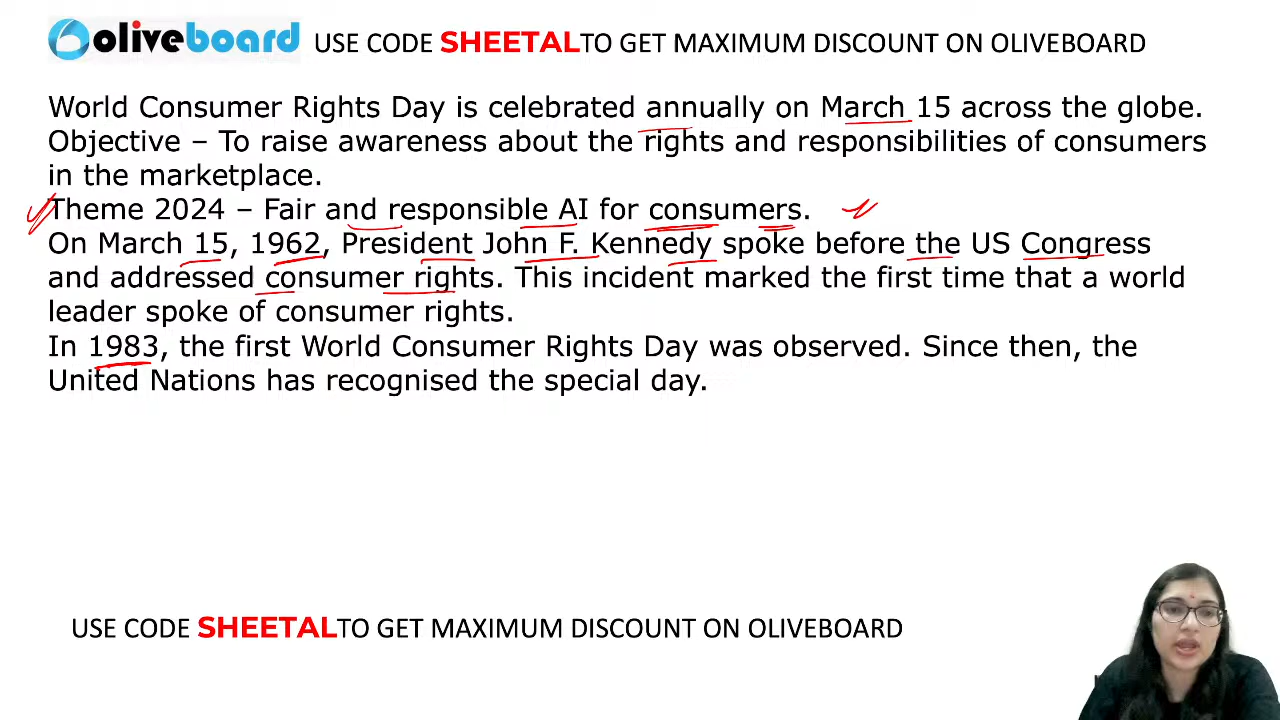 oliveboard USE CODE SHEETAL TO GET MAXIMUM DISCOUNT ON OLIVEBOARD
World Consumer Rights Day is celebrated annually on March 15 across the globe.
Objective – To raise awareness about the rights and responsibilities of consumers
in the marketplace.
Theme 2024 – Fair and responsible AI for consumers.
On March 15, 1962, President John F. Kennedy spoke before the US Congress
and addressed consumer rights. This incident marked the first time that a world
leader spoke of consumer rights.
In 1983, the first World Consumer Rights Day was observed. Since then, the
United Nations has recognised the special day.
USE CODE SHEETAL TO GET MAXIMUM DISCOUNT ON OLIVEBOARD